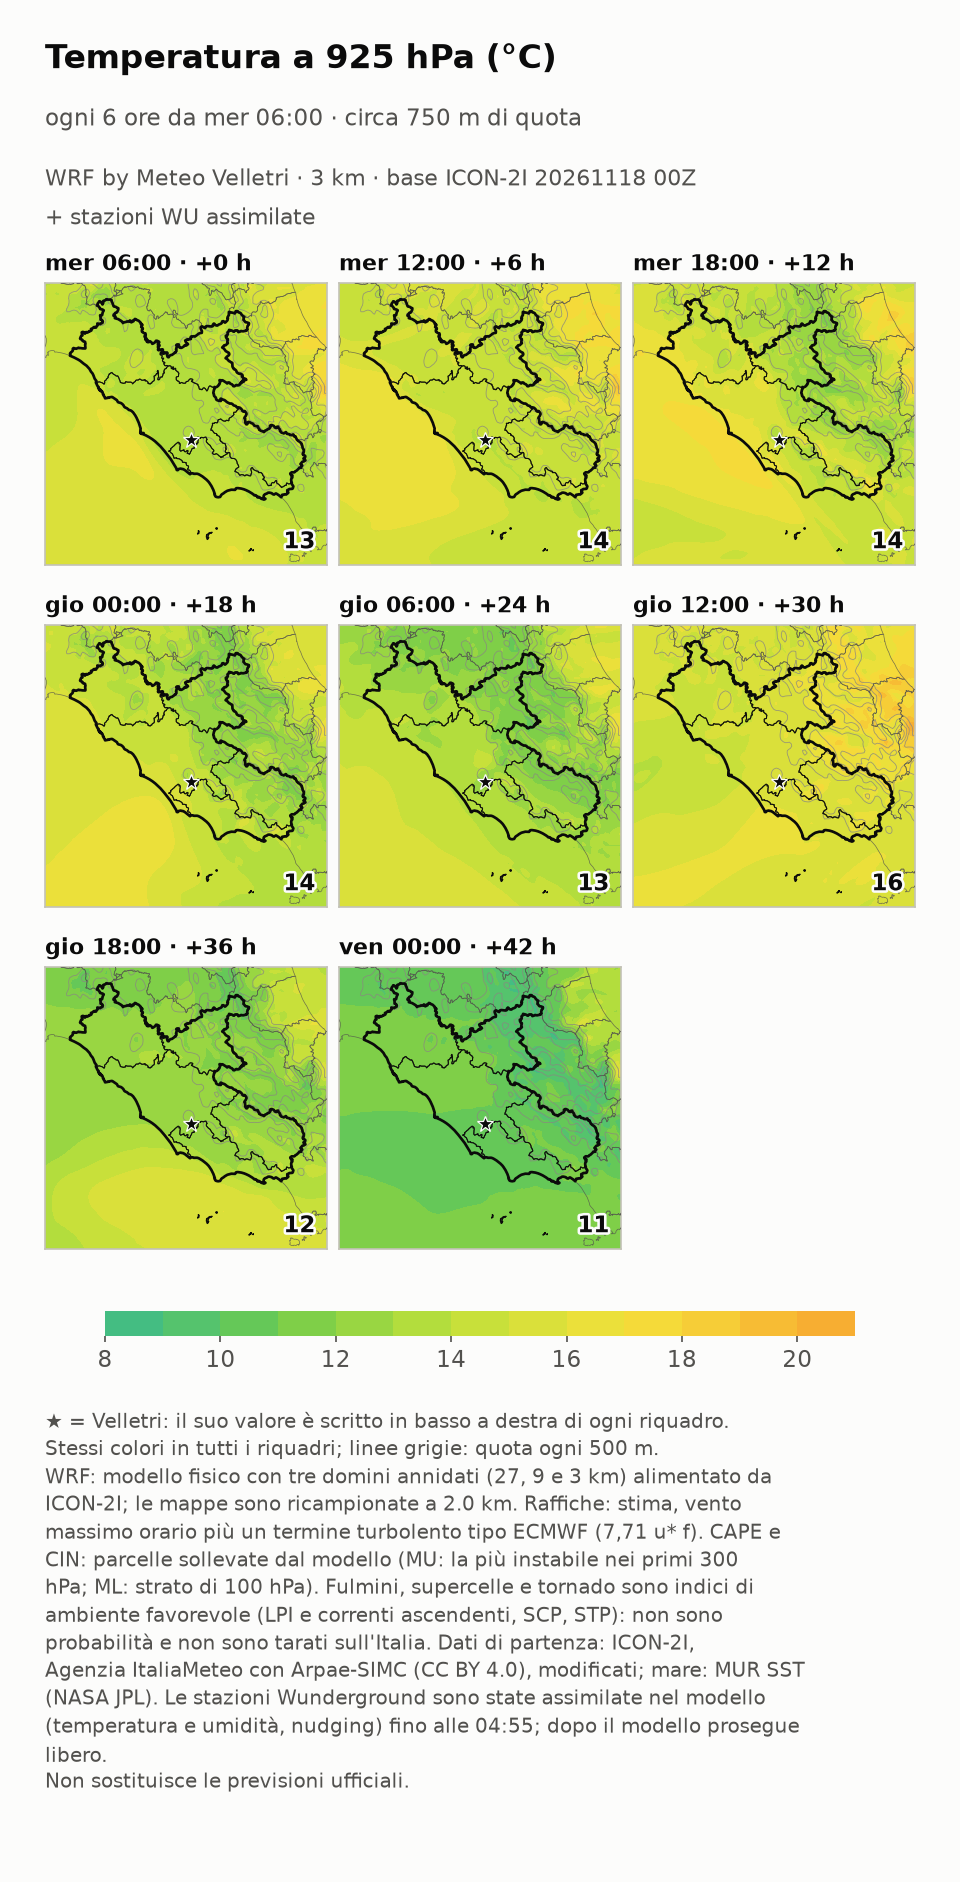 Temperatura a 925 hPa (°C)
ogni 6 ore da mer 06:00 · circa 750 m di quota
WRF by Meteo Velletri · 3 km · base ICON-2I 20261118 00Z
+ stazioni WU assimilate
mer 06:00 · +0 h
mer 12:00 · +6 h
mer 18:00 · +12 h
13
14
14
gio 00:00 · +18 h
gio 06:00 · +24 h
gio 12:00 · +30 h
14
13
16
gio 18:00 · +36 h
ven 00:00 · +42 h
12
11
8 10 12 14 16 18 20
★ = Velletri: il suo valore è scritto in basso a destra di ogni riquadro.
Stessi colori in tutti i riquadri; linee grigie: quota ogni 500 m.
WRF: modello fisico con tre domini annidati (27, 9 e 3 km) alimentato da
ICON-2I; le mappe sono ricampionate a 2.0 km. Raffiche: stima, vento
massimo orario più un termine turbolento tipo ECMWF (7,71 u* f). CAPE e
CIN: parcelle sollevate dal modello (MU: la più instabile nei primi 300
hPa; ML: strato di 100 hPa). Fulmini, supercelle e tornado sono indici di
ambiente favorevole (LPI e correnti ascendenti, SCP, STP): non sono
probabilità e non sono tarati sull'Italia. Dati di partenza: ICON-2I,
Agenzia ItaliaMeteo con Arpae-SIMC (CC BY 4.0), modificati; mare: MUR SST
(NASA JPL). Le stazioni Wunderground sono state assimilate nel modello
(temperatura e umidità, nudging) fino alle 04:55; dopo il modello prosegue
libero.
Non sostituisce le previsioni ufficiali.